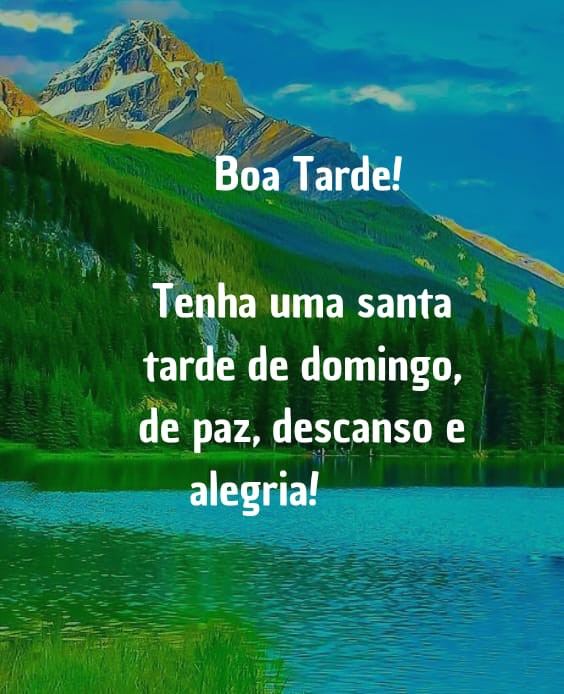 Boa Tarde!
Tenha uma santa
tarde de domingo,
de paz, descanso e
alegria!